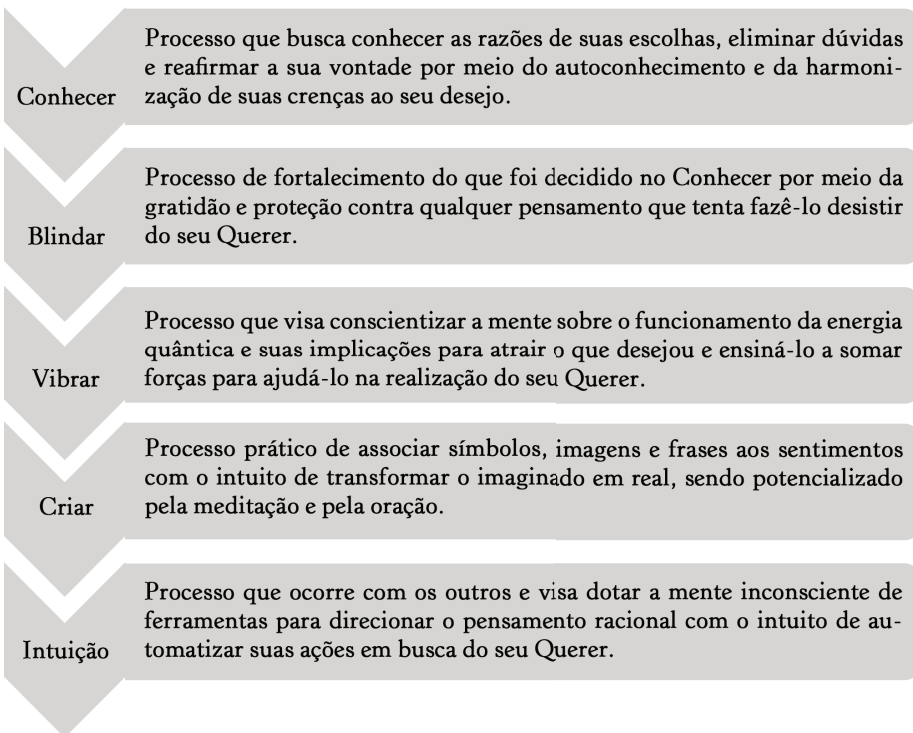 Conhecer
Processo que busca conhecer as razões de suas escolhas, eliminar dúvidas
e reafirmar a sua vontade por meio do autoconhecimento e da harmoni-
zação de suas crenças ao seu desejo.
Blindar
Processo de fortalecimento do que foi decidido no Conhecer por meio da
gratidão e proteção contra qualquer pensamento que tenta fazê-lo desistir
do seu Querer.
Vibrar
Processo que visa conscientizar a mente sobre o funcionamento da energia
quântica e suas implicações para atrair o que desejou e ensiná-lo a somar
forças para ajudá-lo na realização do seu Querer.
Criar
Processo prático de associar símbolos, imagens e frases aos sentimentos
com o intuito de transformar o imaginado em real, sendo potencializado
pela meditação e pela oração.
Intuição
Processo que ocorre com os outros e visa dotar a mente inconsciente de
ferramentas para direcionar o pensamento racional com o intuito de au-
tomatizar suas ações em busca do seu Querer.